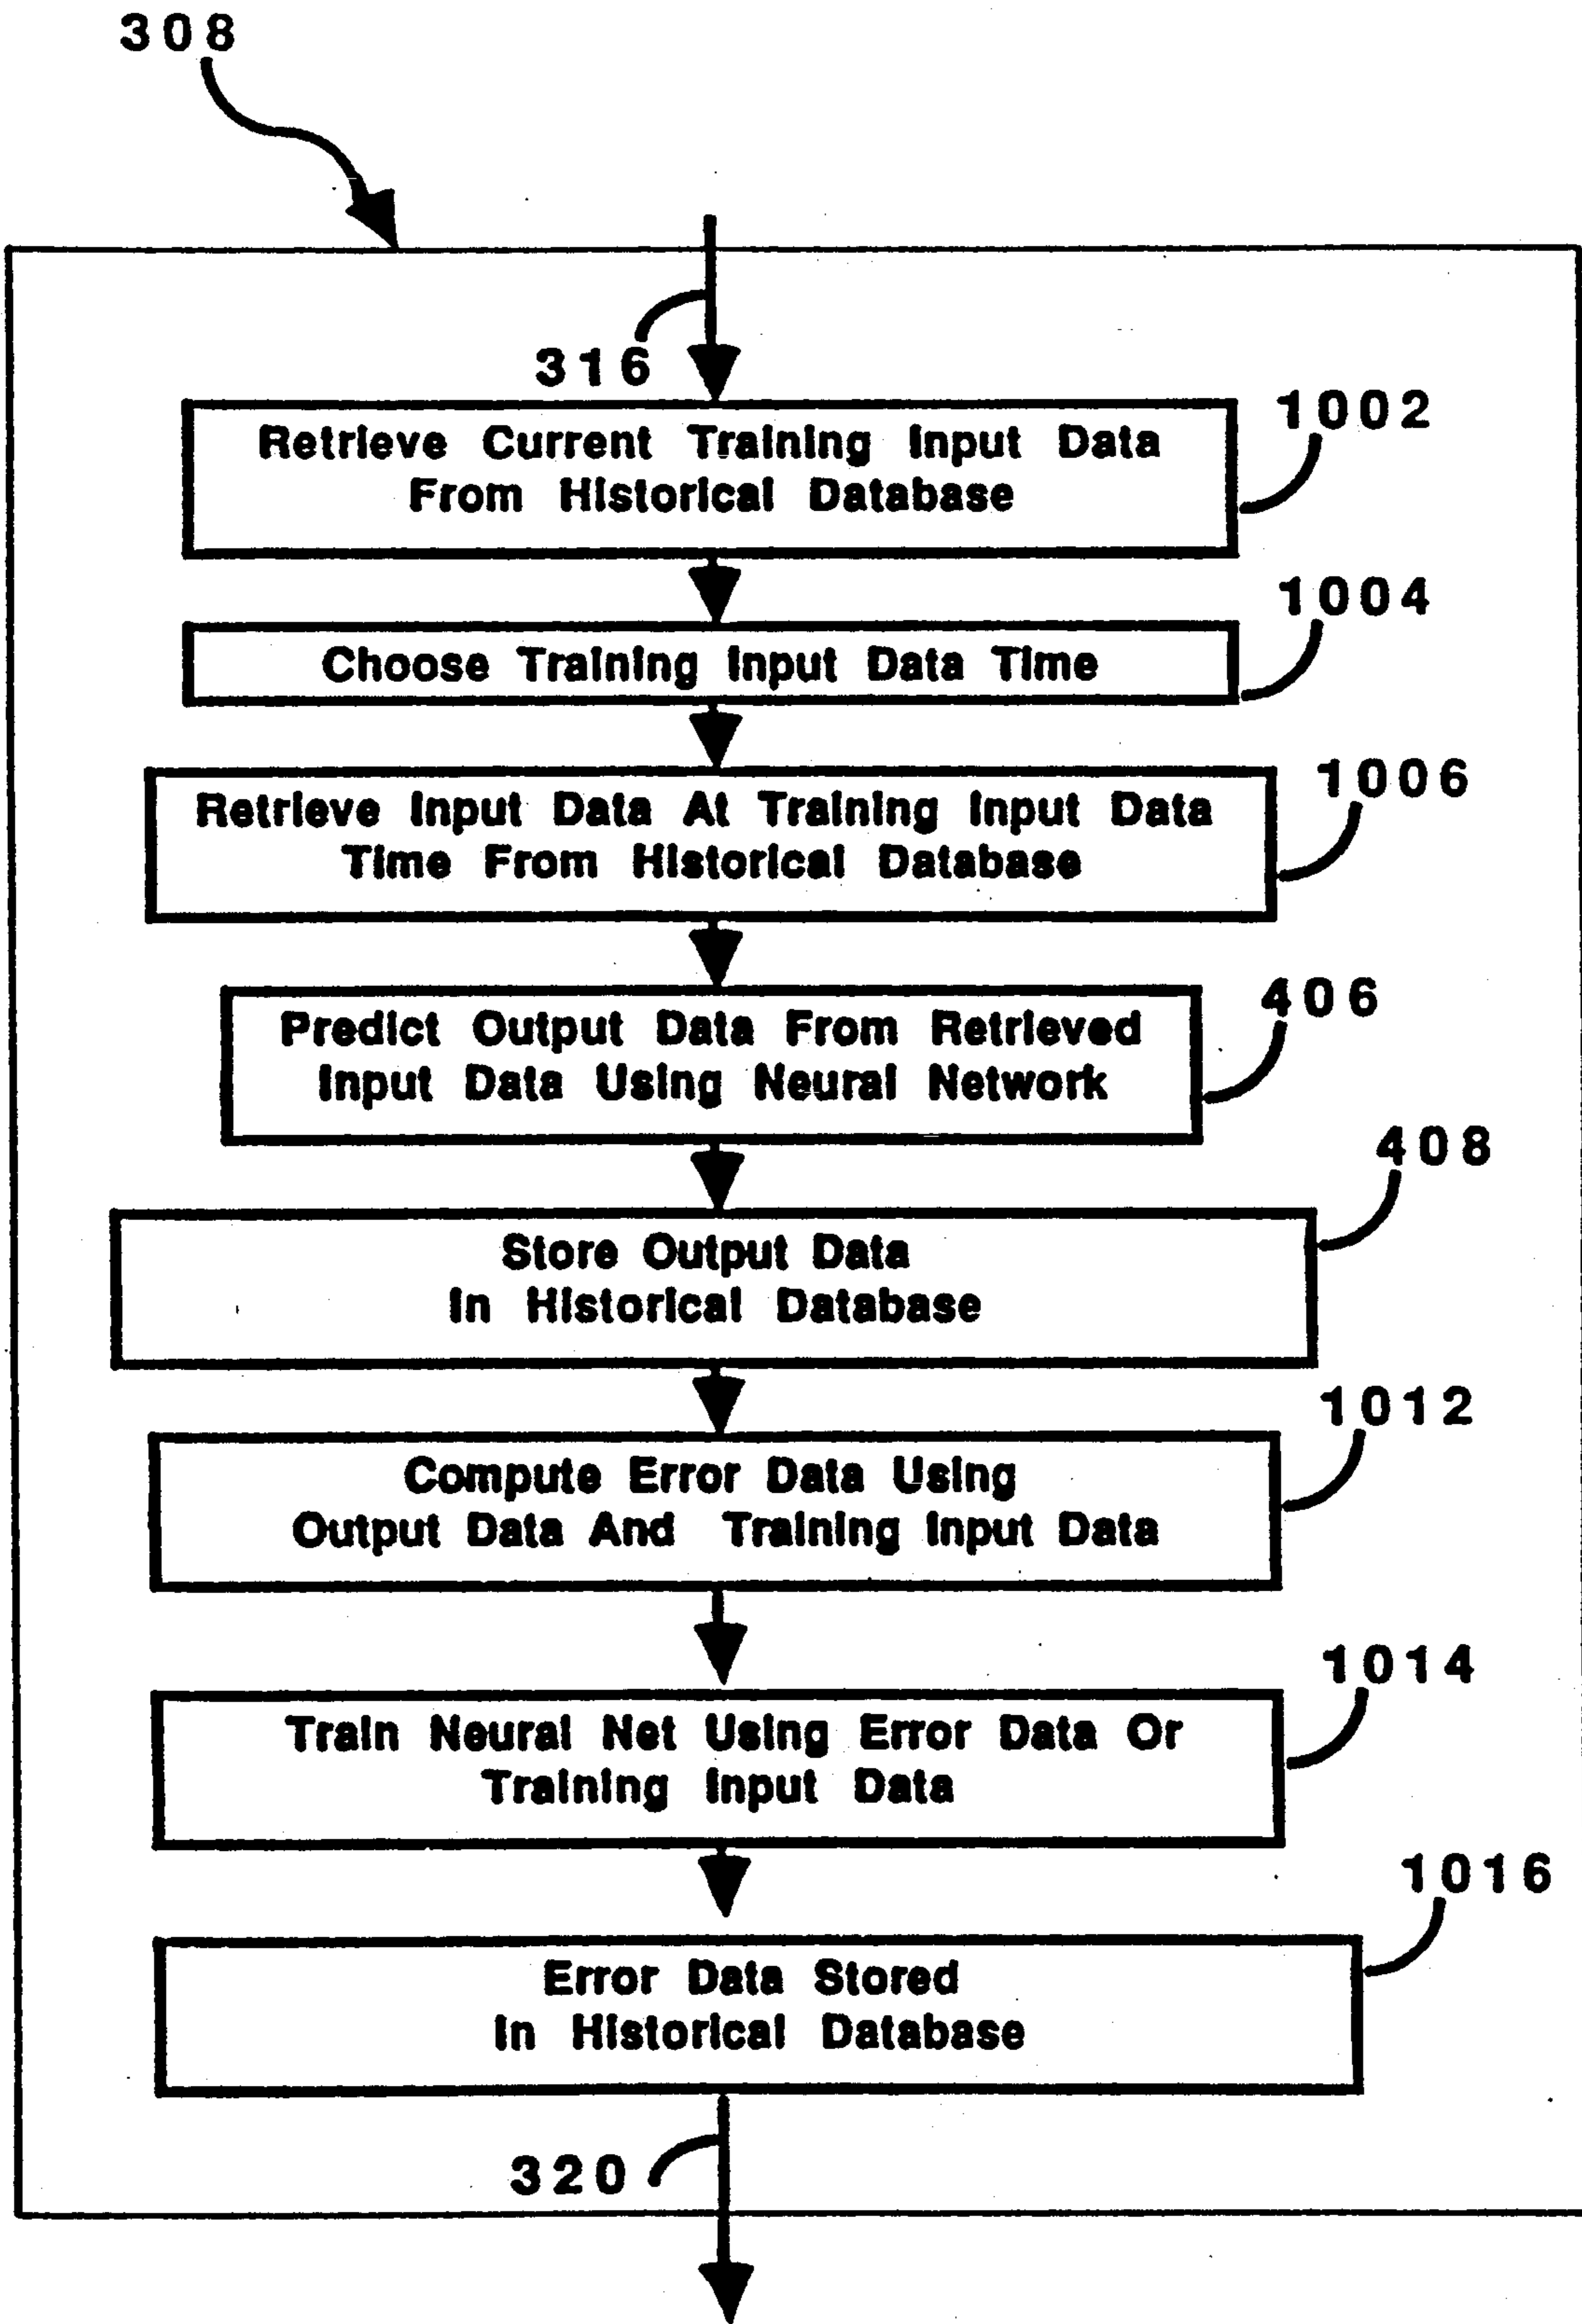 308
316
1002
Retrieve Current Training Input Data
From Historical Database
1004
Choose Training Input Data Time
1006
Retrieve Input Data At Training Input Data
Time From Historical Database
406
Predict Output Data From Retrieved
Input Data Using Neural Network
408
Store Output Data
In Historical Database
1012
Compute Error Data Using
Output Data And Training Input Data
1014
Train Neural Net Using Error Data Or
Training Input Data
1016
Error Data Stored
In Historical Database
320